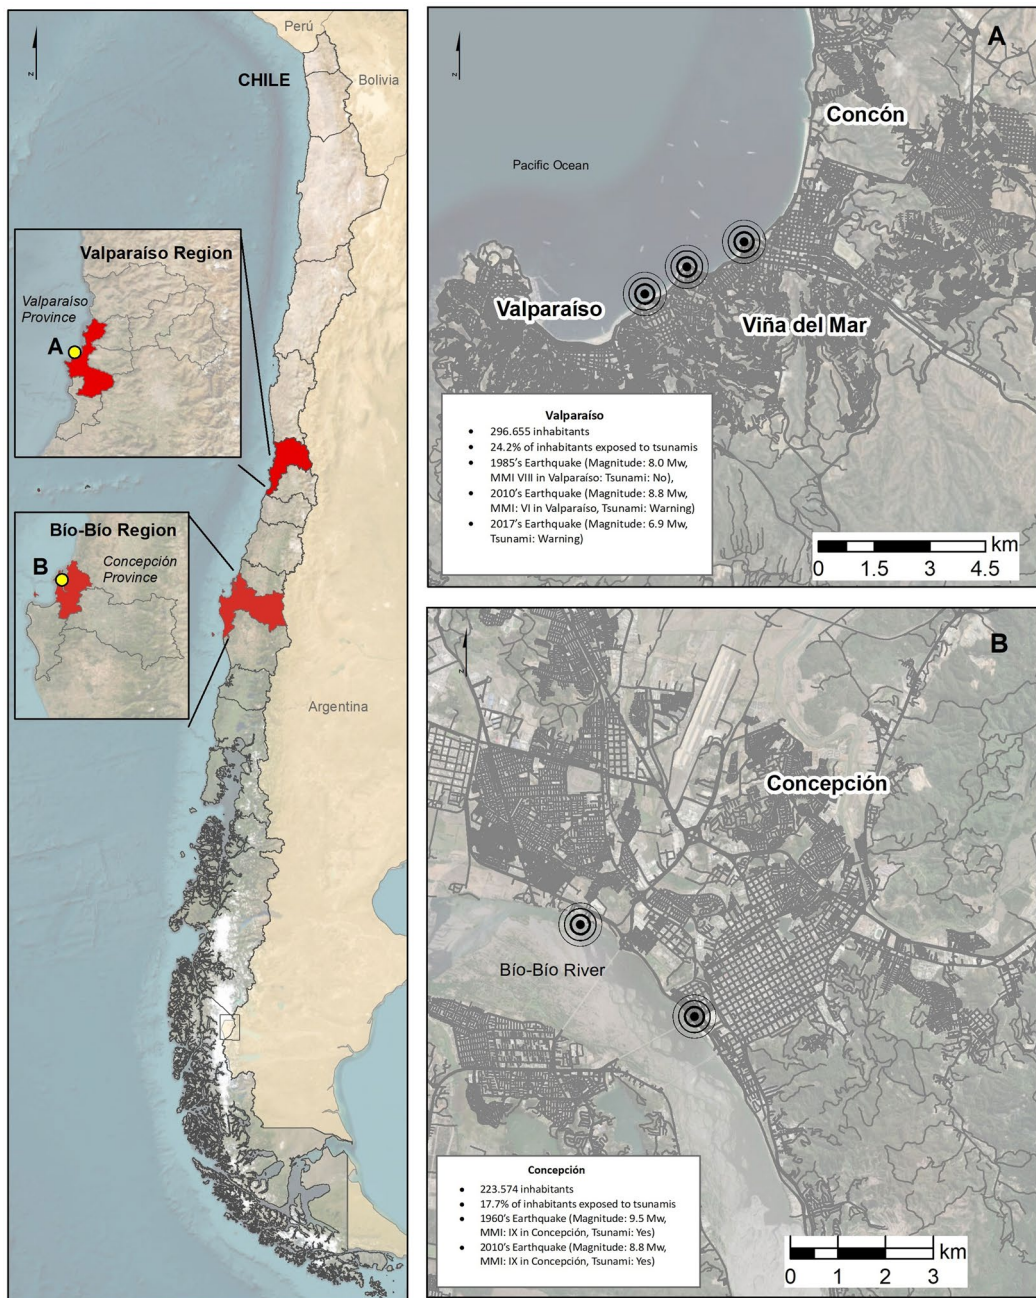 Perú
CHILE
Bolivia
Valparaíso Region
Valparaíso
Province
A
Bío-Bío Region
Concepción
Province
B
Argentina
N
A
Concón
Pacific Ocean
Valparaíso
Viña del Mar
Valparaíso
• 296.655 inhabitants
• 24.2% of inhabitants exposed to tsunamis
• 1985's Earthquake (Magnitude: 8.0 Mw,
MMI VIII in Valparaíso: Tsunami: No),
• 2010's Earthquake (Magnitude: 8.8 Mw,
MMI: VI in Valparaíso, Tsunami: Warning)
• 2017's Earthquake (Magnitude: 6.9 Mw,
Tsunami: Warning)
km
0 1.5 3 4.5
N
B
Concepción
Bío-Bío River
Concepción
• 223.574 inhabitants
• 17.7% of inhabitants exposed to tsunamis
• 1960's Earthquake (Magnitude: 9.5 Mw,
MMI: IX in Concepción, Tsunami: Yes)
• 2010's Earthquake (Magnitude: 8.8 Mw,
MMI: IX in Concepción, Tsunami: Yes)
km
0 1 2 3
N